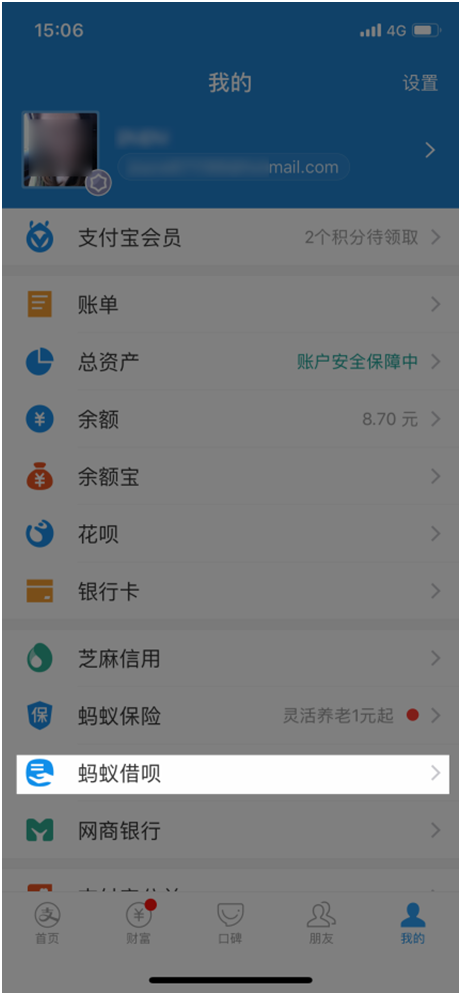 15:06
4G
我的
设置
mail.com
支付宝会员
2个积分待领取
账单
总资产
账户安全保障中
余额
8.70 元
余额宝
花呗
银行卡
芝麻信用
保
蚂蚁保险
灵活养老1元起
蚂蚁借呗
网商银行
支
首页
财富
口碑
朋友
我的